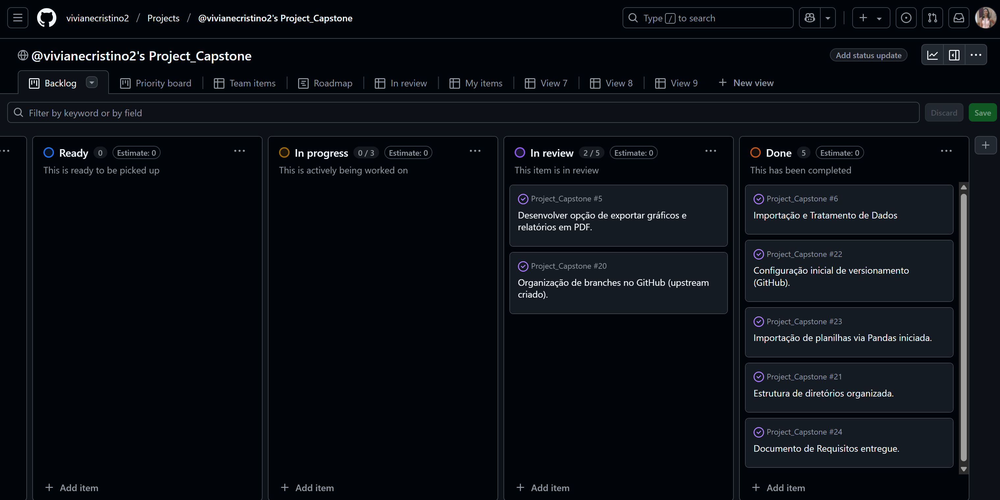 vivianecristino2 / Projects / @vivianecristino2's Project_Capstone
Type / to search
@vivianecristino2's Project_Capstone
Add status update
Backlog
Priority board
Team items
Roadmap
In review
My items
View 7
View 8
View 9
New view
Filter by keyword or by field
Discard
Save
Ready 0 Estimate: 0
This is ready to be picked up
Add item
In progress 0 / 3 Estimate: 0
This is actively being worked on
Add item
In review 2 / 5 Estimate: 0
This item is in review
Project_Capstone #5
Desenvolver opção de exportar gráficos e
relatórios em PDF.
Project_Capstone #20
Organização de branches no GitHub (upstream
criado).
Add item
Done 5 Estimate: 0
This has been completed
Project_Capstone #6
Importação e Tratamento de Dados
Project_Capstone #22
Configuração inicial de versionamento
(GitHub).
Project_Capstone #23
Importação de planilhas via Pandas iniciada.
Project_Capstone #21
Estrutura de diretórios organizada.
Project_Capstone #24
Documento de Requisitos entregue.
Add item